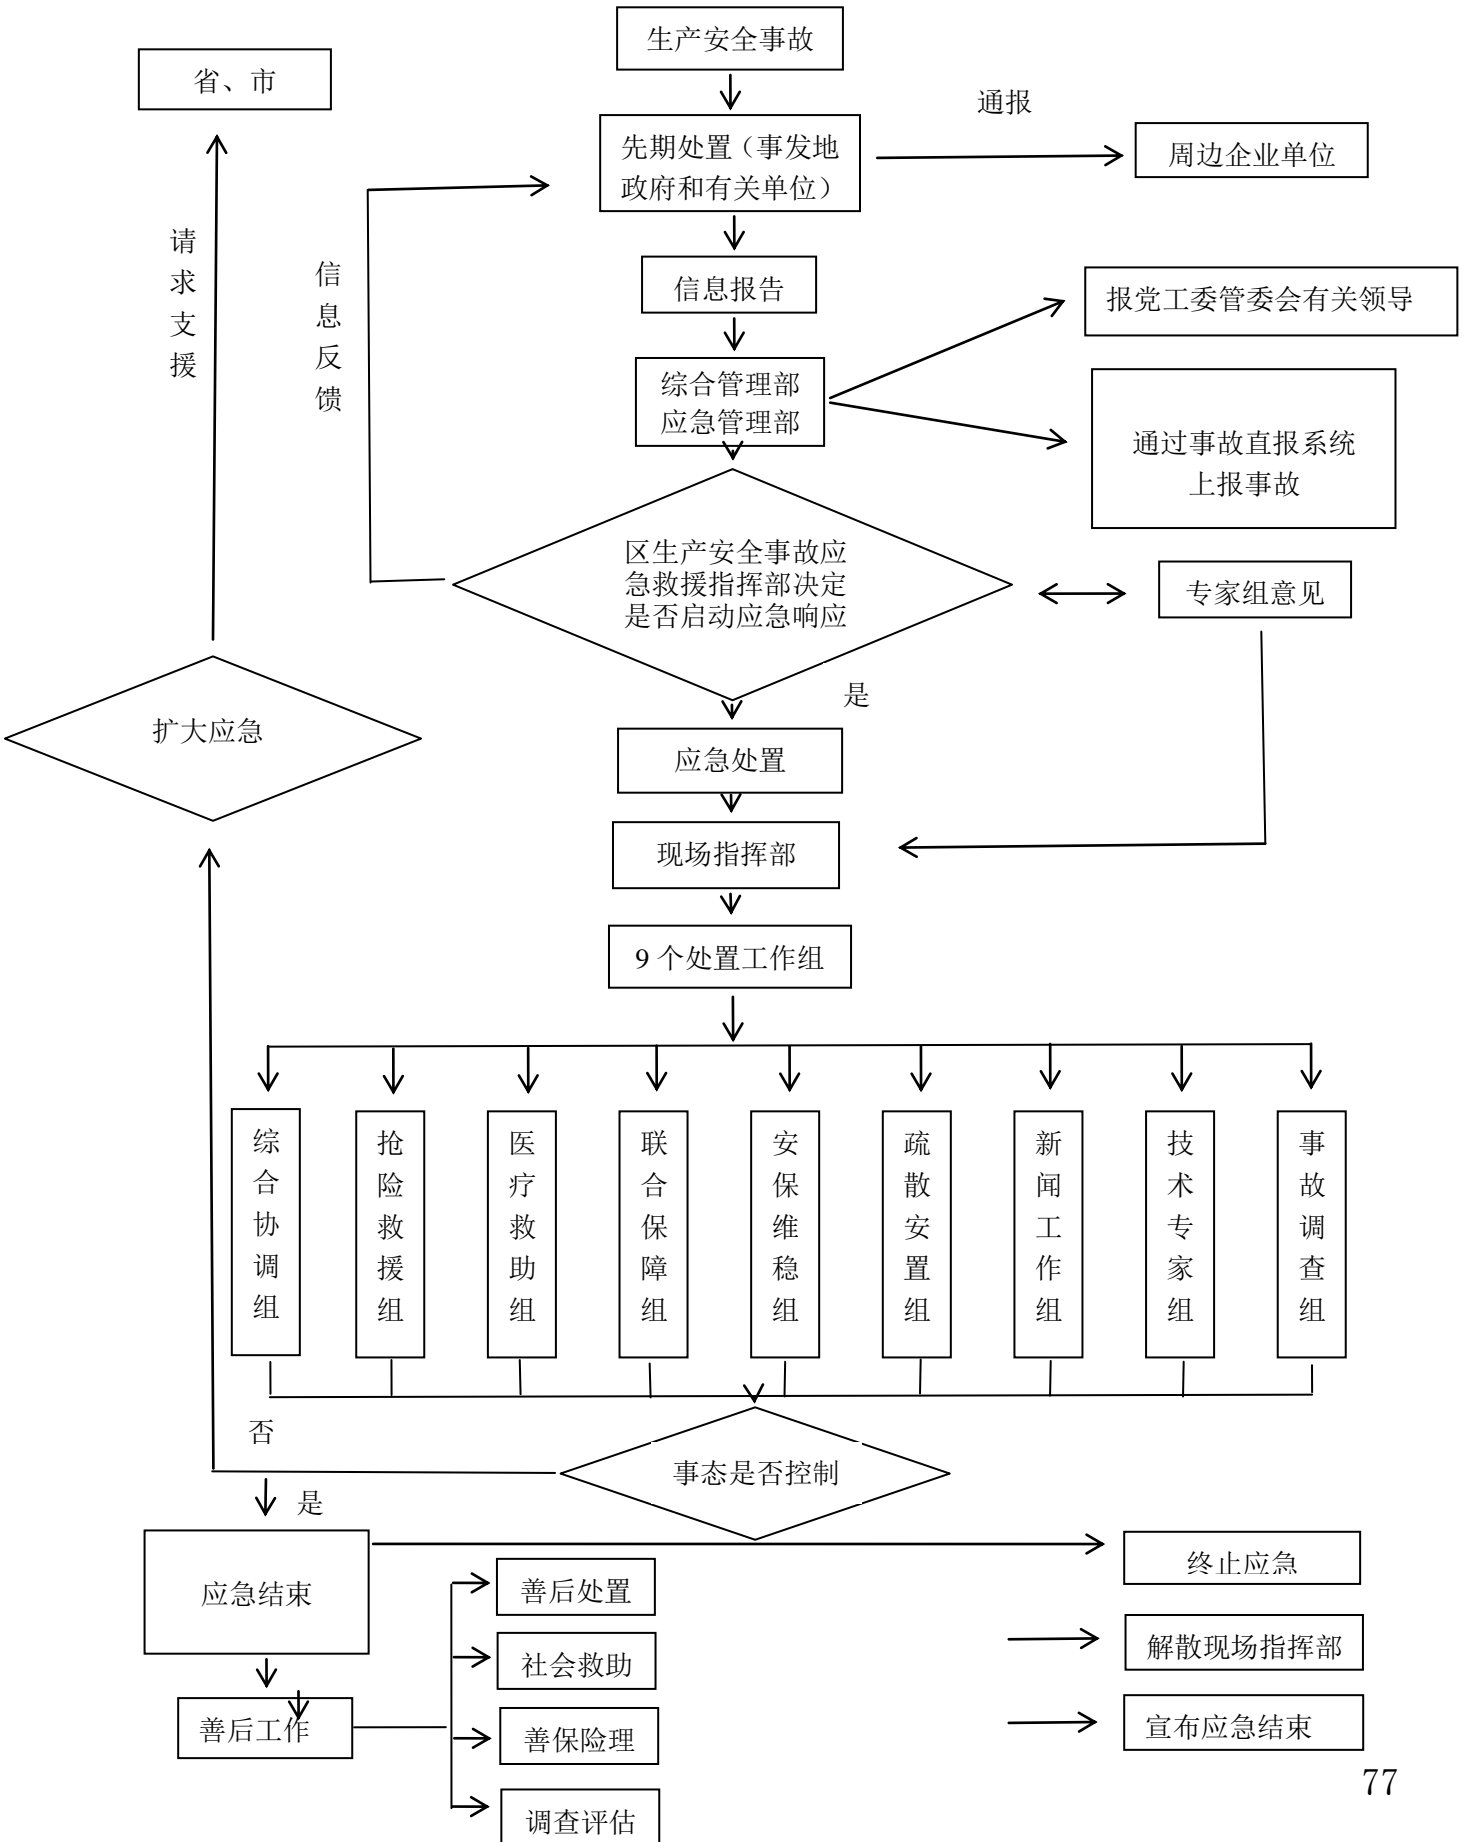 生产安全事故
省、市
通报
先期处置（事发地
政府和有关单位）
周边企业单位
请求支援
信息反馈
信息报告
报党工委管委会有关领导
综合管理部
应急管理部
通过事故直报系统
上报事故
区生产安全事故应
急救援指挥部决定
是否启动应急响应
专家组意见
是
扩大应急
应急处置
现场指挥部
9 个处置工作组
综合协调组
抢险救援组
医疗救助组
联合保障组
安保维稳组
疏散安置组
新闻工作组
技术专家组
事故调查组
否
事态是否控制
是
应急结束
终止应急
善后处置
解散现场指挥部
社会救助
善后工作
宣布应急结束
善保险理
调查评估
77